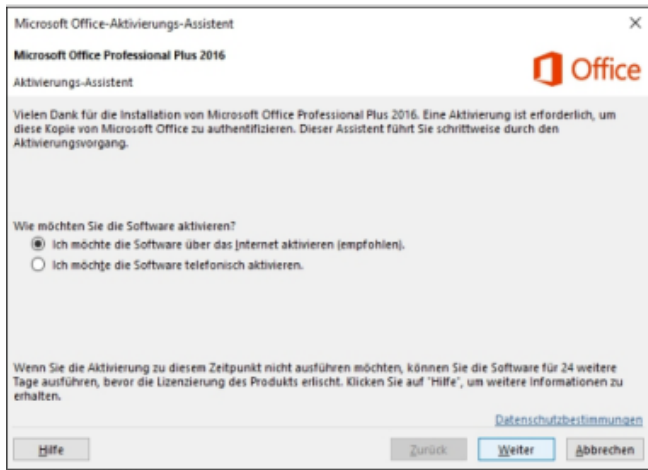 Microsoft Office-Aktivierungs-Assistent
Microsoft Office Professional Plus 2016
Office
Aktivierungs-Assistent
Vielen Dank für die Installation von Microsoft Office Professional Plus 2016. Eine Aktivierung ist erforderlich, um
diese Kopie von Microsoft Office zu authentifizieren. Dieser Assistent führt Sie schrittweise durch den
Aktivierungsvorgang.
Wie möchten Sie die Software aktivieren?
Ich möchte die Software über das Internet aktivieren (empfohlen).
Ich möchte die Software telefonisch aktivieren.
Wenn Sie die Aktivierung zu diesem Zeitpunkt nicht ausführen möchten, können Sie die Software für 24 weitere
Tage ausführen, bevor die Lizenzierung des Produkts erlischt. Klicken Sie auf 'Hilfe', um weitere Informationen zu
erhalten.
Datenschutzbestimmungen
Hilfe
Zurück
Weiter
Abbrechen